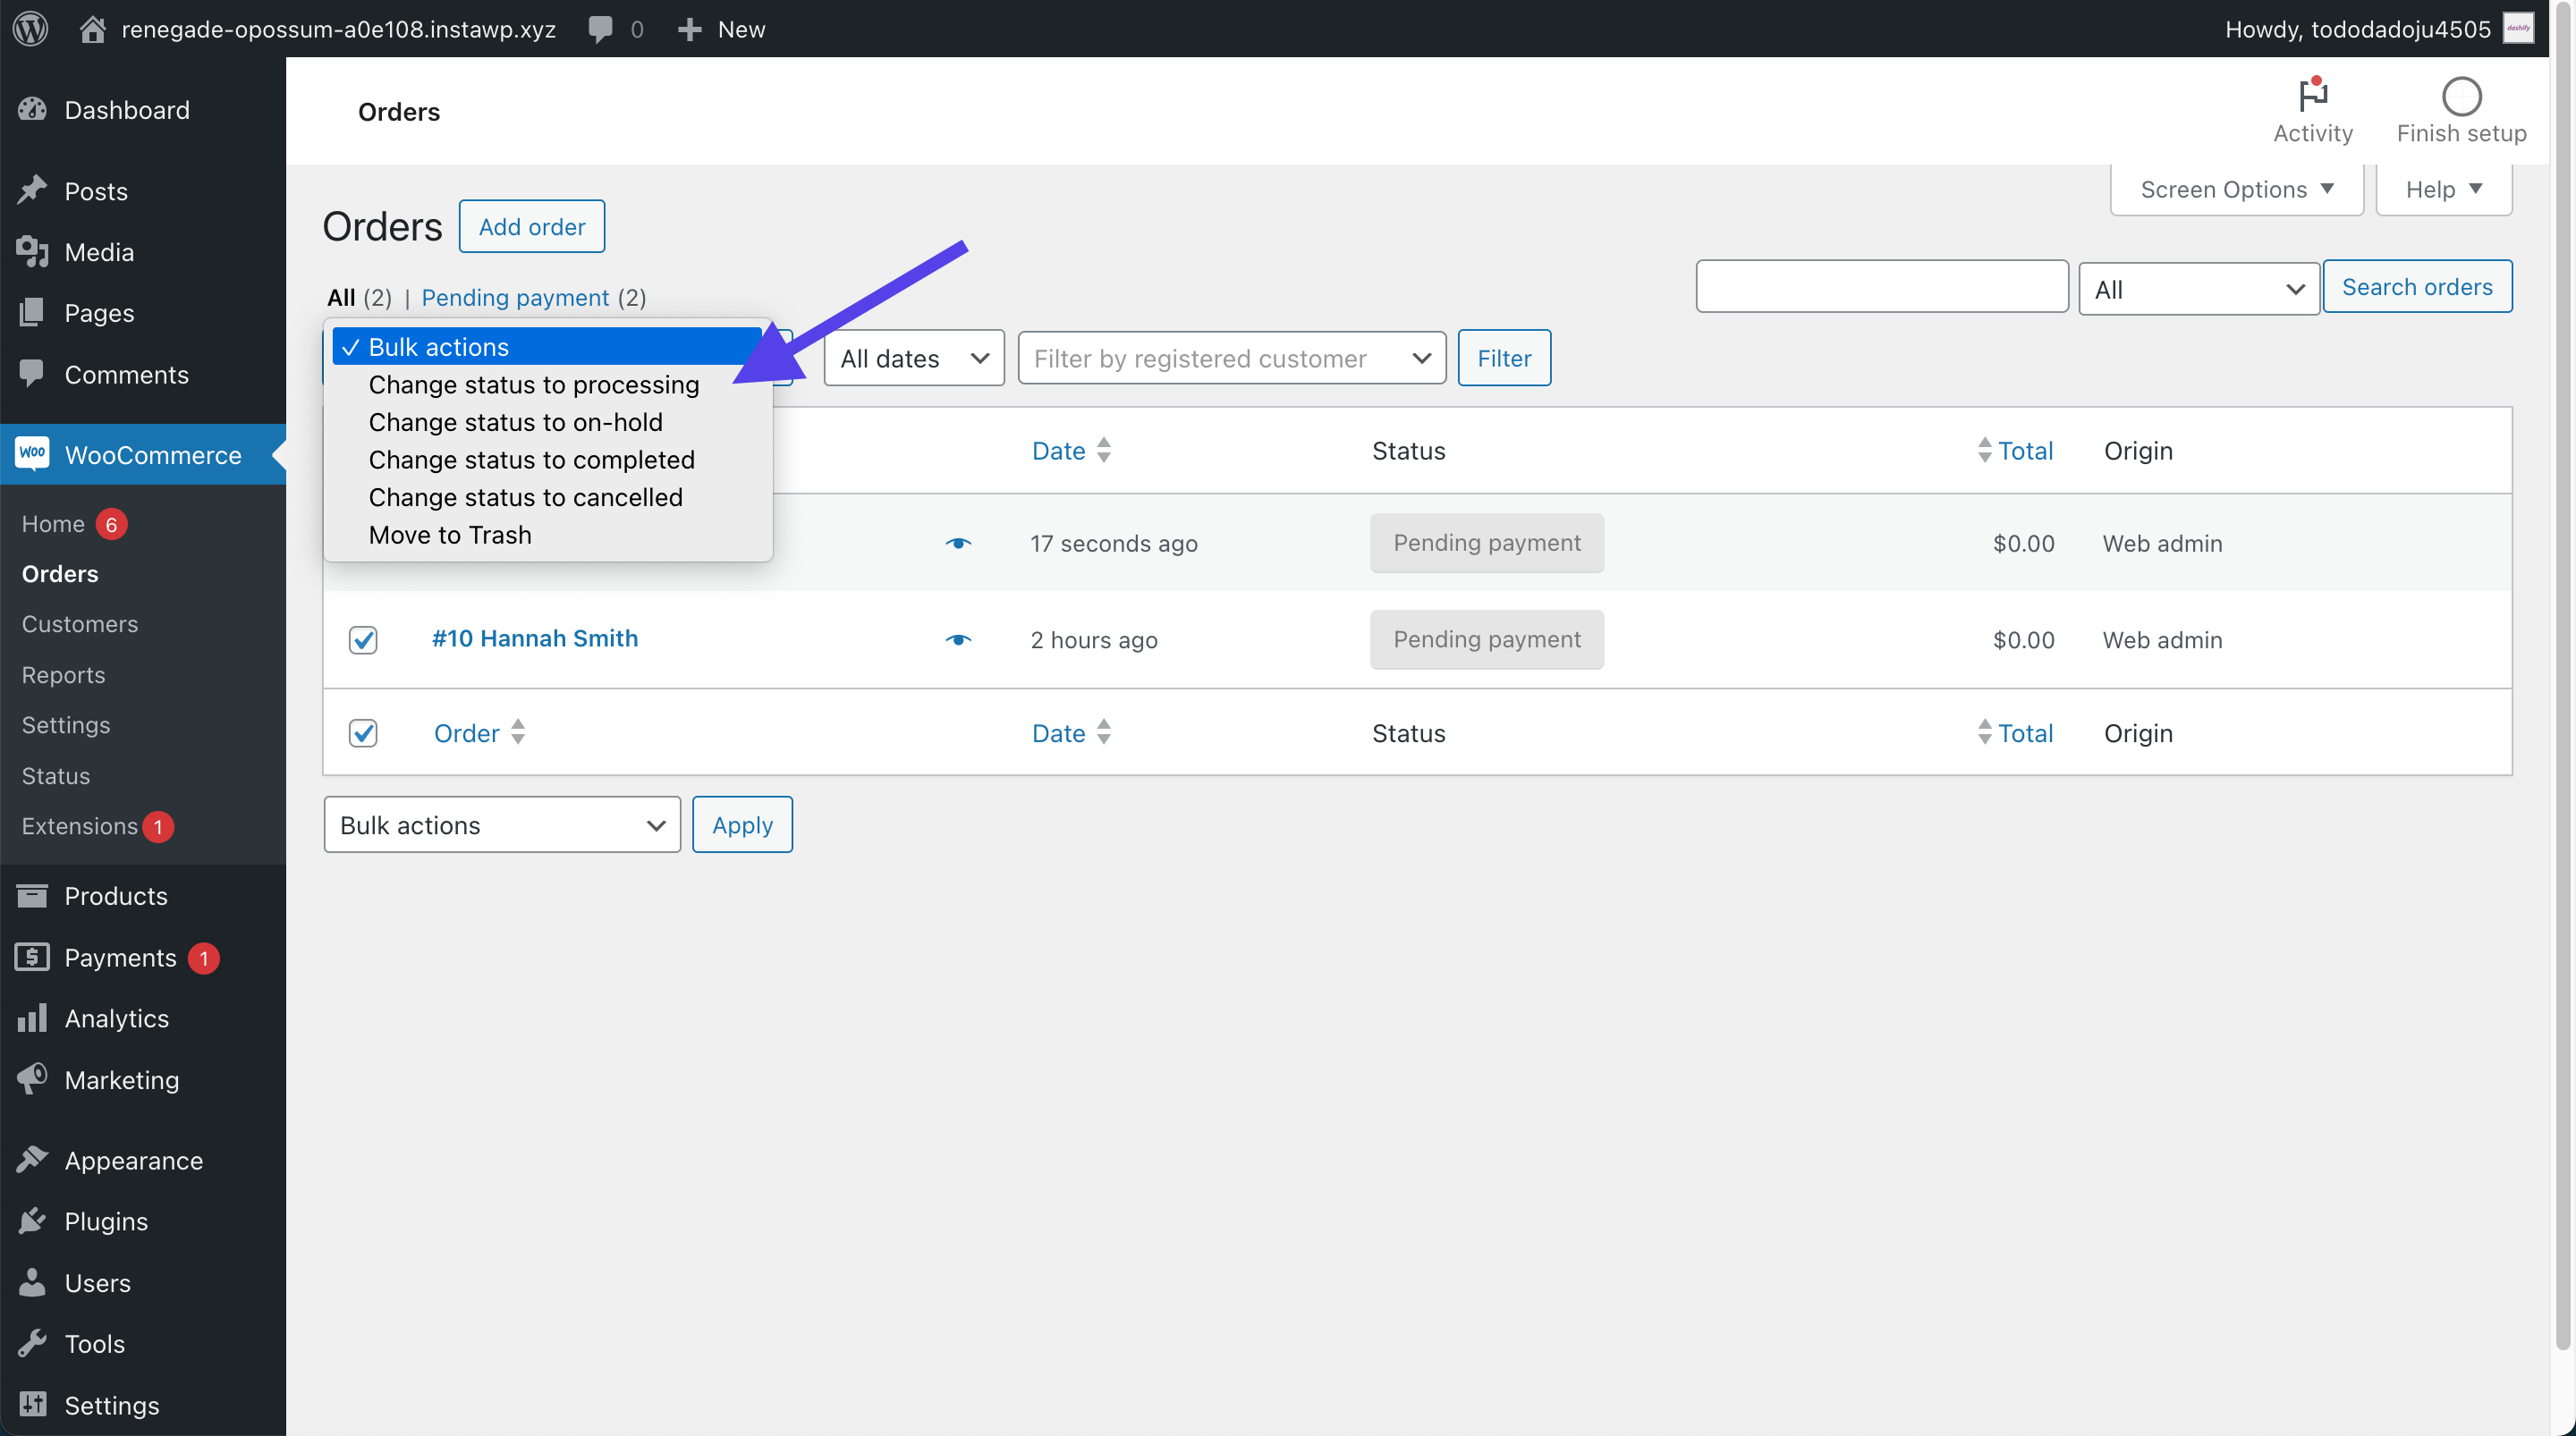 renegade-opossum-a0e108.instawp.xyz 0 New Howdy, tododadoju4505 dashify
Dashboard
Posts
Media
Pages
Comments
Woo WooCommerce
Home 6
Orders
Customers
Reports
Settings
Status
Extensions 1
Products
Payments 1
Analytics
Marketing
Appearance
Plugins
Users
Tools
Settings
Orders
Activity Finish setup
Screen Options Help
Orders Add order
All (2) | Pending payment (2)
All Search orders
Bulk actions
Change status to processing
Change status to on-hold
Change status to completed
Change status to cancelled
Move to Trash
All dates Filter by registered customer Filter
Date Status Total Origin
17 seconds ago Pending payment $0.00 Web admin
#10 Hannah Smith 2 hours ago Pending payment $0.00 Web admin
Order Date Status Total Origin
Bulk actions Apply